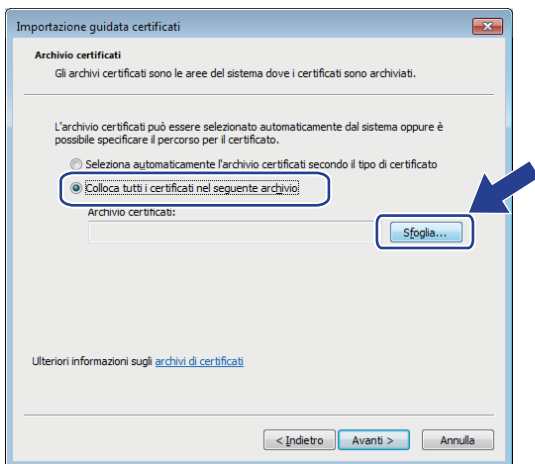 Importazione guidata certificati
Archivio certificati
Gli archivi certificati sono le aree del sistema dove i certificati sono archiviati.
L'archivio certificati può essere selezionato automaticamente dal sistema oppure è
possibile specificare il percorso per il certificato.
Seleziona automaticamente l'archivio certificati secondo il tipo di certificato
Colloca tutti i certificati nel seguente archivio
Archivio certificati:
Sfoglia...
Ulteriori informazioni sugli archivi di certificati
< Indietro Avanti > Annulla